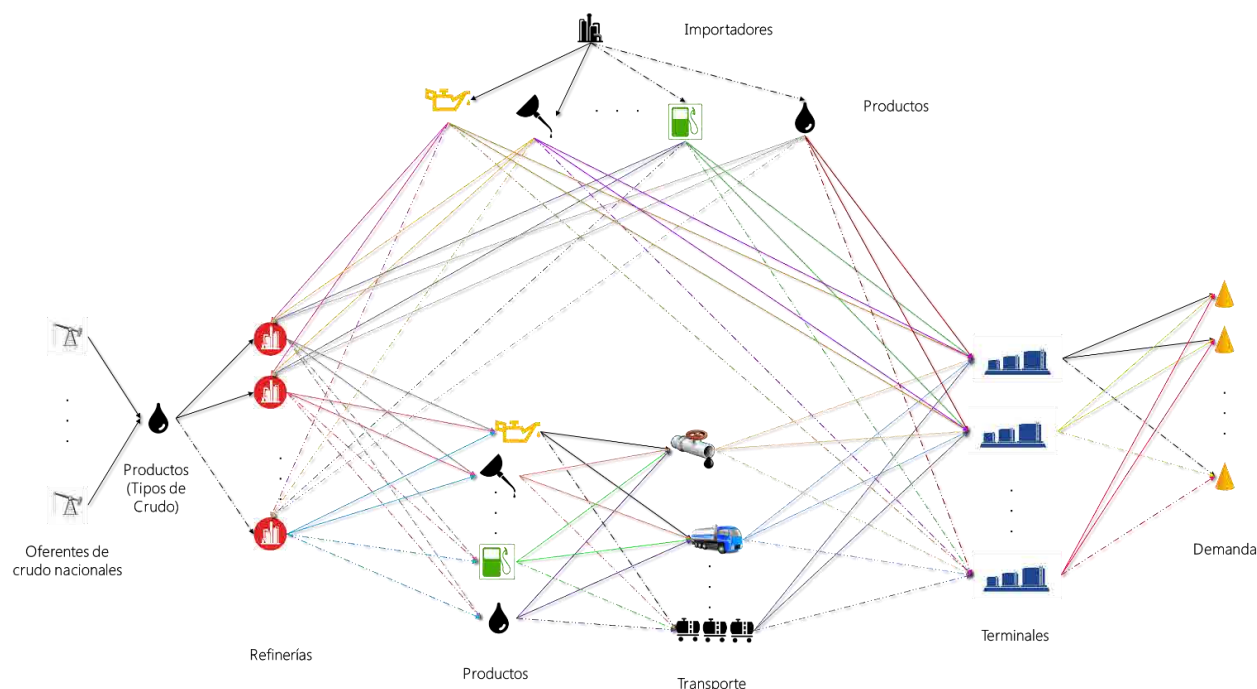 Importadores
Productos
Productos
(Tipos de
Crudo)
Oferentes de
crudo nacionales
Refinerías
Productos
Transporte
Terminales
Demanda